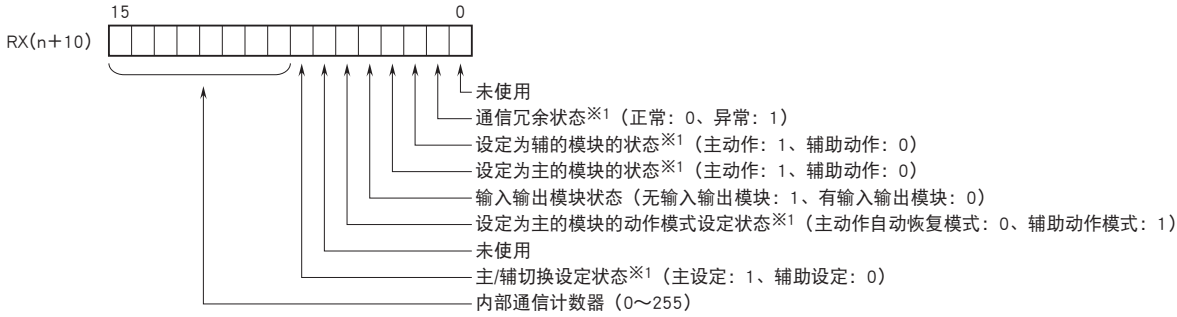 15 0
RX(n+10)
未使用
通信冗余状态※1（正常：0、异常：1）
设定为辅的模块的状态※1（主动作：1、辅助动作：0）
设定为主的模块的状态※1（主动作：1、辅助动作：0）
输入输出模块状态（无输入输出模块：1、有输入输出模块：0）
设定为主的模块的动作模式设定状态※1（主动作自动恢复模式：0、辅助动作模式：1）
未使用
主/辅切换设定状态※1（主设定：1、辅助设定：0）
内部通信计数器（0～255）